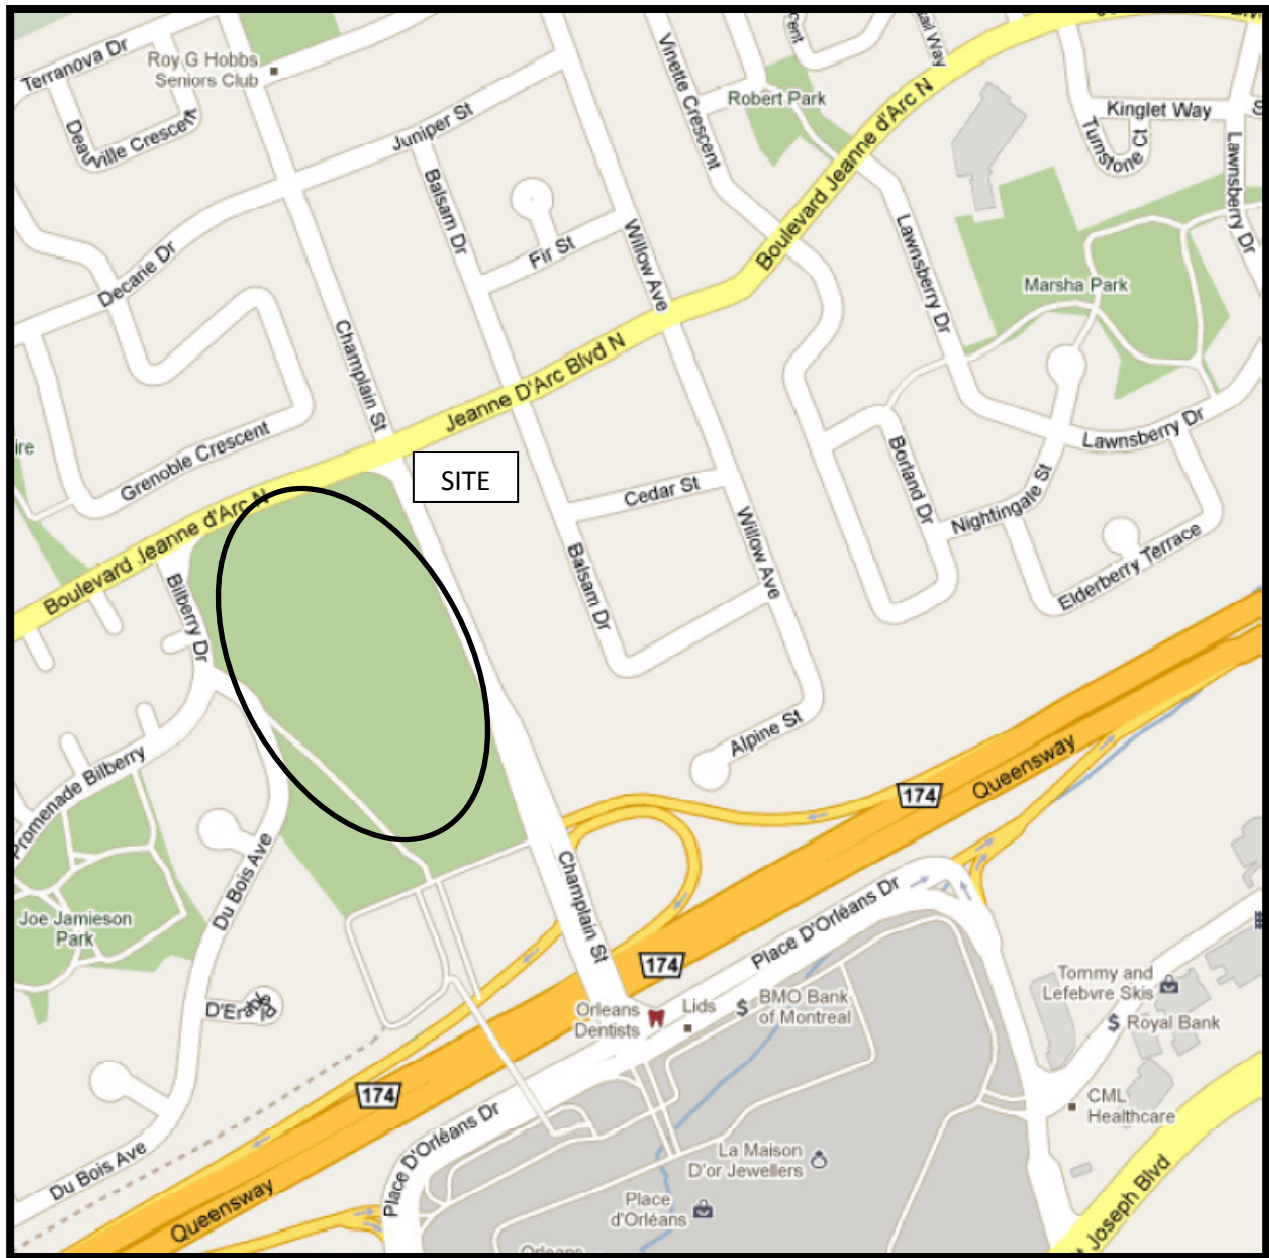 Terranova Dr
Roy G Hobbs
Seniors Club
Deauville Crescent
Juniper St
Balsam Dr
Fir St
Willow Ave
Vinette Crescent
Robert Park
Boulevard Jeanne d'Arc N
Kinglet Way
Turnstone Ct
Lawnsberry Dr
Lawnsberry Dr
Marsha Park
Decarie Dr
Champlain St
Jeanne D'Arc Blvd N
Grenoble Crescent
SITE
Cedar St
Borland Dr
Lawnsberry Dr
Nightingale St
Boulevard Jeanne d'Arc N
Bilberry Dr
Balsam Dr
Willow Ave
Elderberry Terrace
Alpine St
Promenade Bilberry
174
Queensway
Du Bois Ave
Champlain St
Place D'Orléans Dr
Joe Jamieson
Park
174
Tommy and
Lefebvre Skis
Orleans
Dentists
Lids
$ BMO Bank
of Montreal
$ Royal Bank
174
CML
Healthcare
Place D'Orléans Dr
La Maison
D'or Jewellers
Du Bois Ave
Queensway
Place
d'Orléans
Joseph Blvd
Orleans